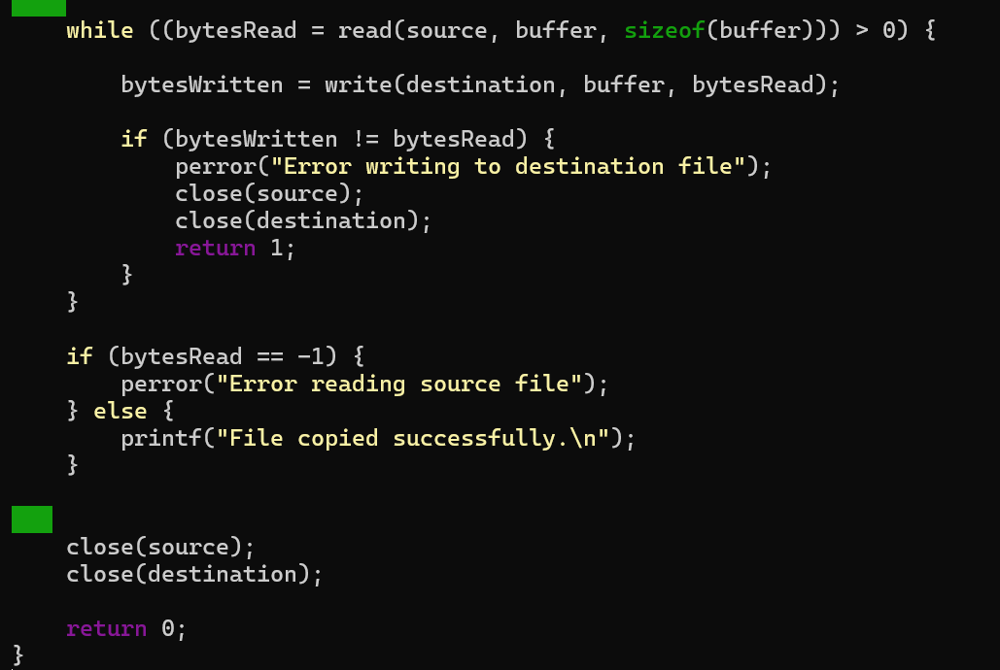 while ((bytesRead = read(source, buffer, sizeof(buffer))) > 0) {
bytesWritten = write(destination, buffer, bytesRead);
if (bytesWritten != bytesRead) {
perror("Error writing to destination file");
close(source);
close(destination);
return 1;
}
}
if (bytesRead == -1) {
perror("Error reading source file");
} else {
printf("File copied successfully.\n");
}
close(source);
close(destination);
return 0;
}